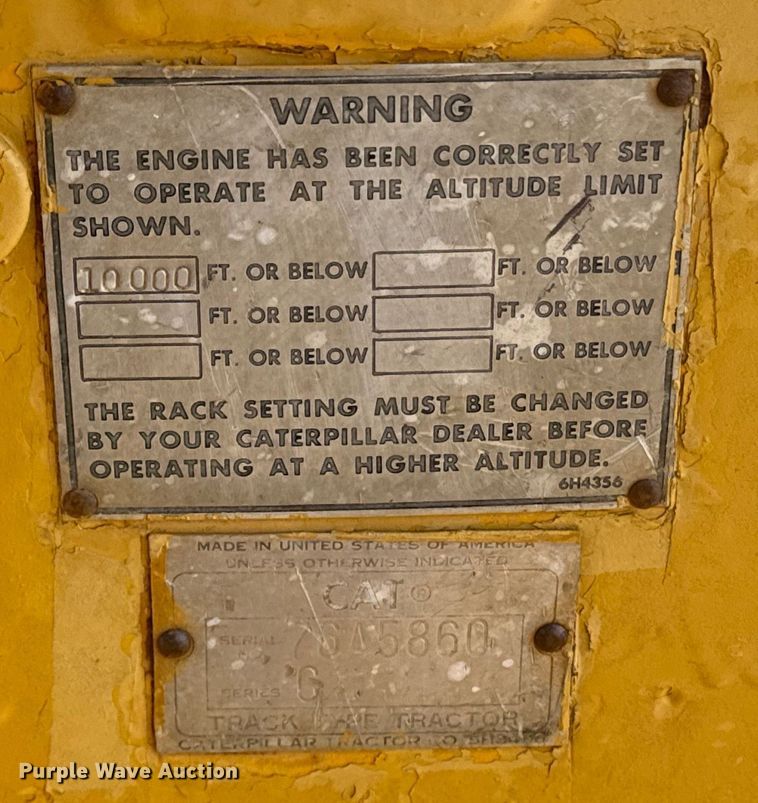 WARNING
THE ENGINE HAS BEEN CORRECTLY SET
TO OPERATE AT THE ALTITUDE LIMIT
SHOWN.
10 000 FT. OR BELOW FT. OR BELOW
FT. OR BELOW FT. OR BELOW
FT. OR BELOW FT. OR BELOW
THE RACK SETTING MUST BE CHANGED
BY YOUR CATERPILLAR DEALER BEFORE
OPERATING AT A HIGHER ALTITUDE.
6H4356
MADE IN UNITED STATES OF AMERICA
UNLESS OTHERWISE INDICATED
CAT®
SERIAL NO. 76A5860
SERIES G
TRACK TYPE TRACTOR
CATERPILLAR TRACTOR CO.
Purple Wave Auction